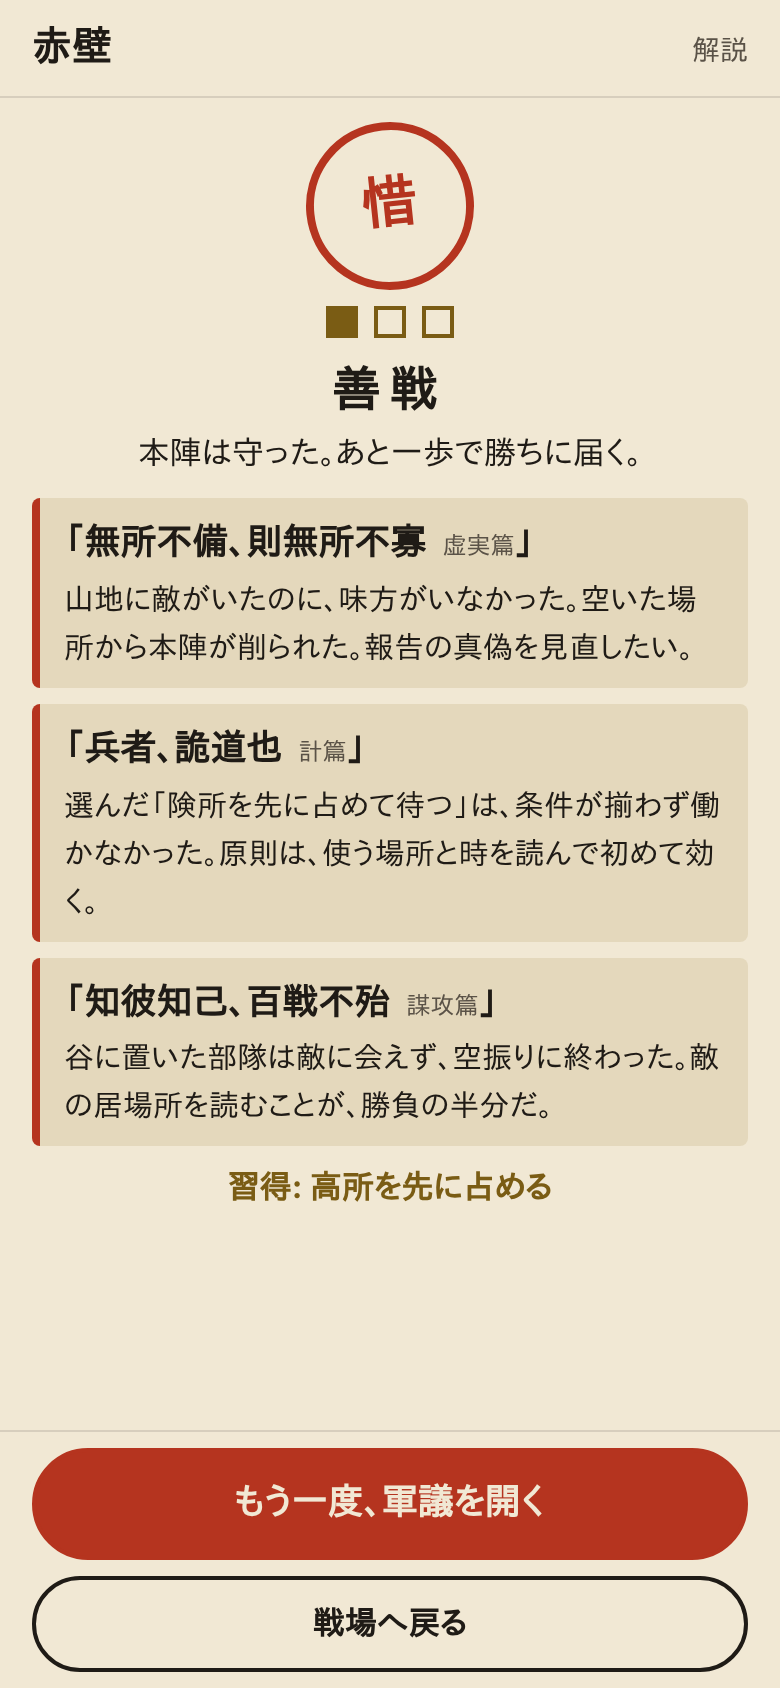 赤壁
解説
惜
善戦
本陣は守った。あと一歩で勝ちに届く。
「無所不備、則無所不寡 虚実篇」
山地に敵がいたのに、味方がいなかった。空いた場
所から本陣が削られた。報告の真偽を見直したい。
「兵者、詭道也 計篇」
選んだ「険所を先に占めて待つ」は、条件が揃わず働
かなかった。原則は、使う場所と時を読んで初めて効
く。
「知彼知己、百戦不殆 謀攻篇」
谷に置いた部隊は敵に会えず、空振りに終わった。敵
の居場所を読むことが、勝負の半分だ。
習得: 高所を先に占める
もう一度、軍議を開く
戦場へ戻る